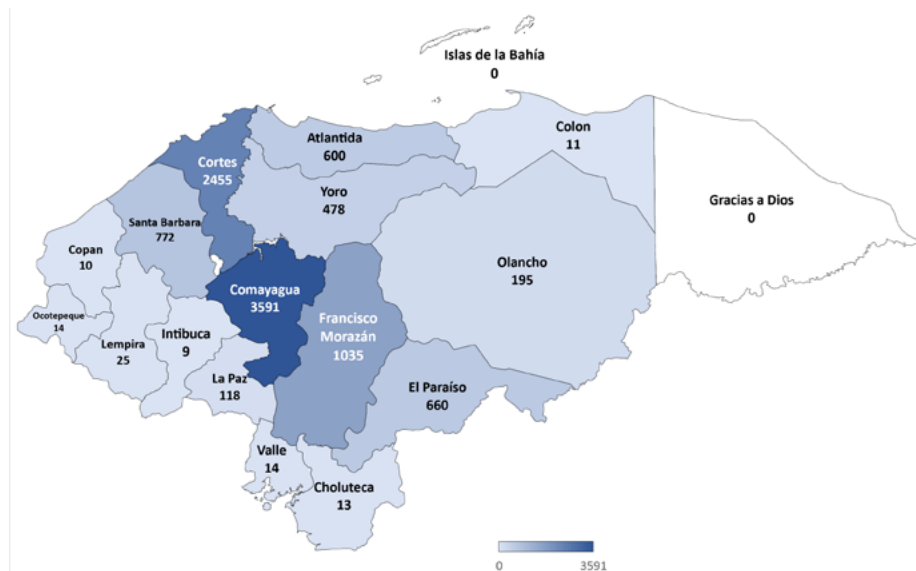 Islas de la Bahía
0
Colon
11
Atlantida
600
Cortes
2455
Yoro
478
Gracias a Dios
0
Santa Barbara
772
Copan
10
Olancho
195
Comayagua
3591
Francisco
Morazán
1035
Ocotepeque
14
Lempira
25
Intibuca
9
La Paz
118
El Paraíso
660
Valle
14
Choluteca
13
0
3591